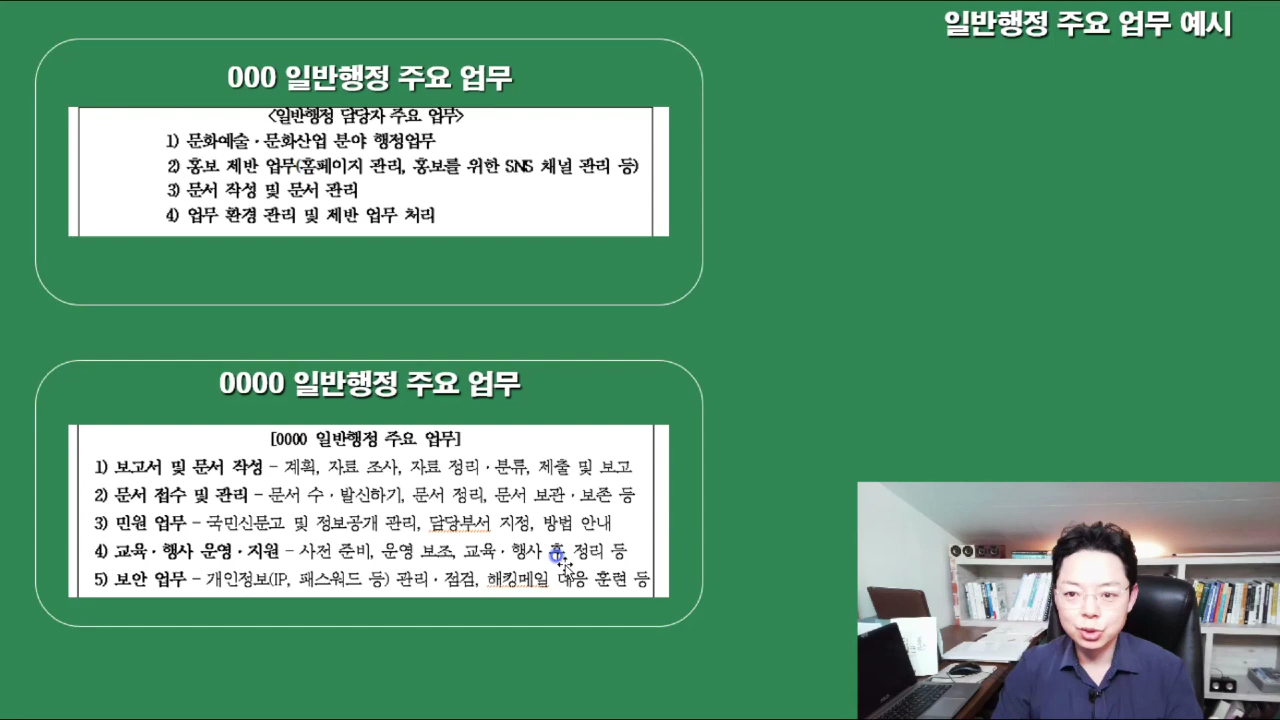 일반행정 주요 업무 예시
000 일반행정 주요 업무
<일반행정 담당자 주요 업무>
1) 문화예술·문화산업 분야 행정업무
2) 홍보 제반 업무(홈페이지 관리, 홍보를 위한 SNS 채널 관리 등)
3) 문서 작성 및 문서 관리
4) 업무 환경 관리 및 제반 업무 처리
0000 일반행정 주요 업무
[0000 일반행정 주요 업무]
1) 보고서 및 문서 작성 - 계획, 자료 조사, 자료 정리·분류, 제출 및 보고
2) 문서 접수 및 관리 - 문서 수·발신하기, 문서 정리, 문서 보관·보존 등
3) 민원 업무 - 국민신문고 및 정보공개 관리, 담당부서 지정, 방법 안내
4) 교육·행사 운영·지원 - 사전 준비, 운영 보조, 교육·행사 후 정리 등
5) 보안 업무 - 개인정보(IP, 패스워드 등) 관리·점검, 해킹메일 대응 훈련 등